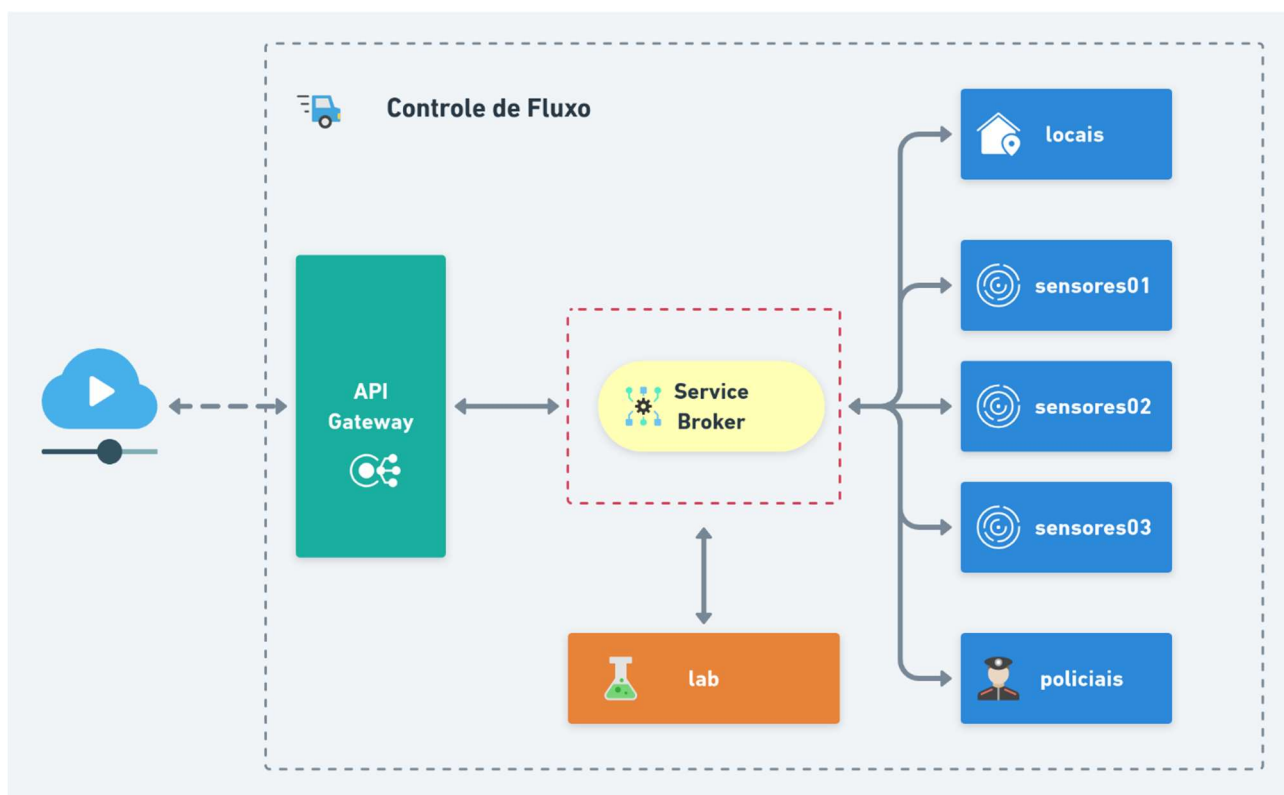 Controle de Fluxo
locais
sensores01
API
Gateway
Service
Broker
sensores02
sensores03
lab
policiais